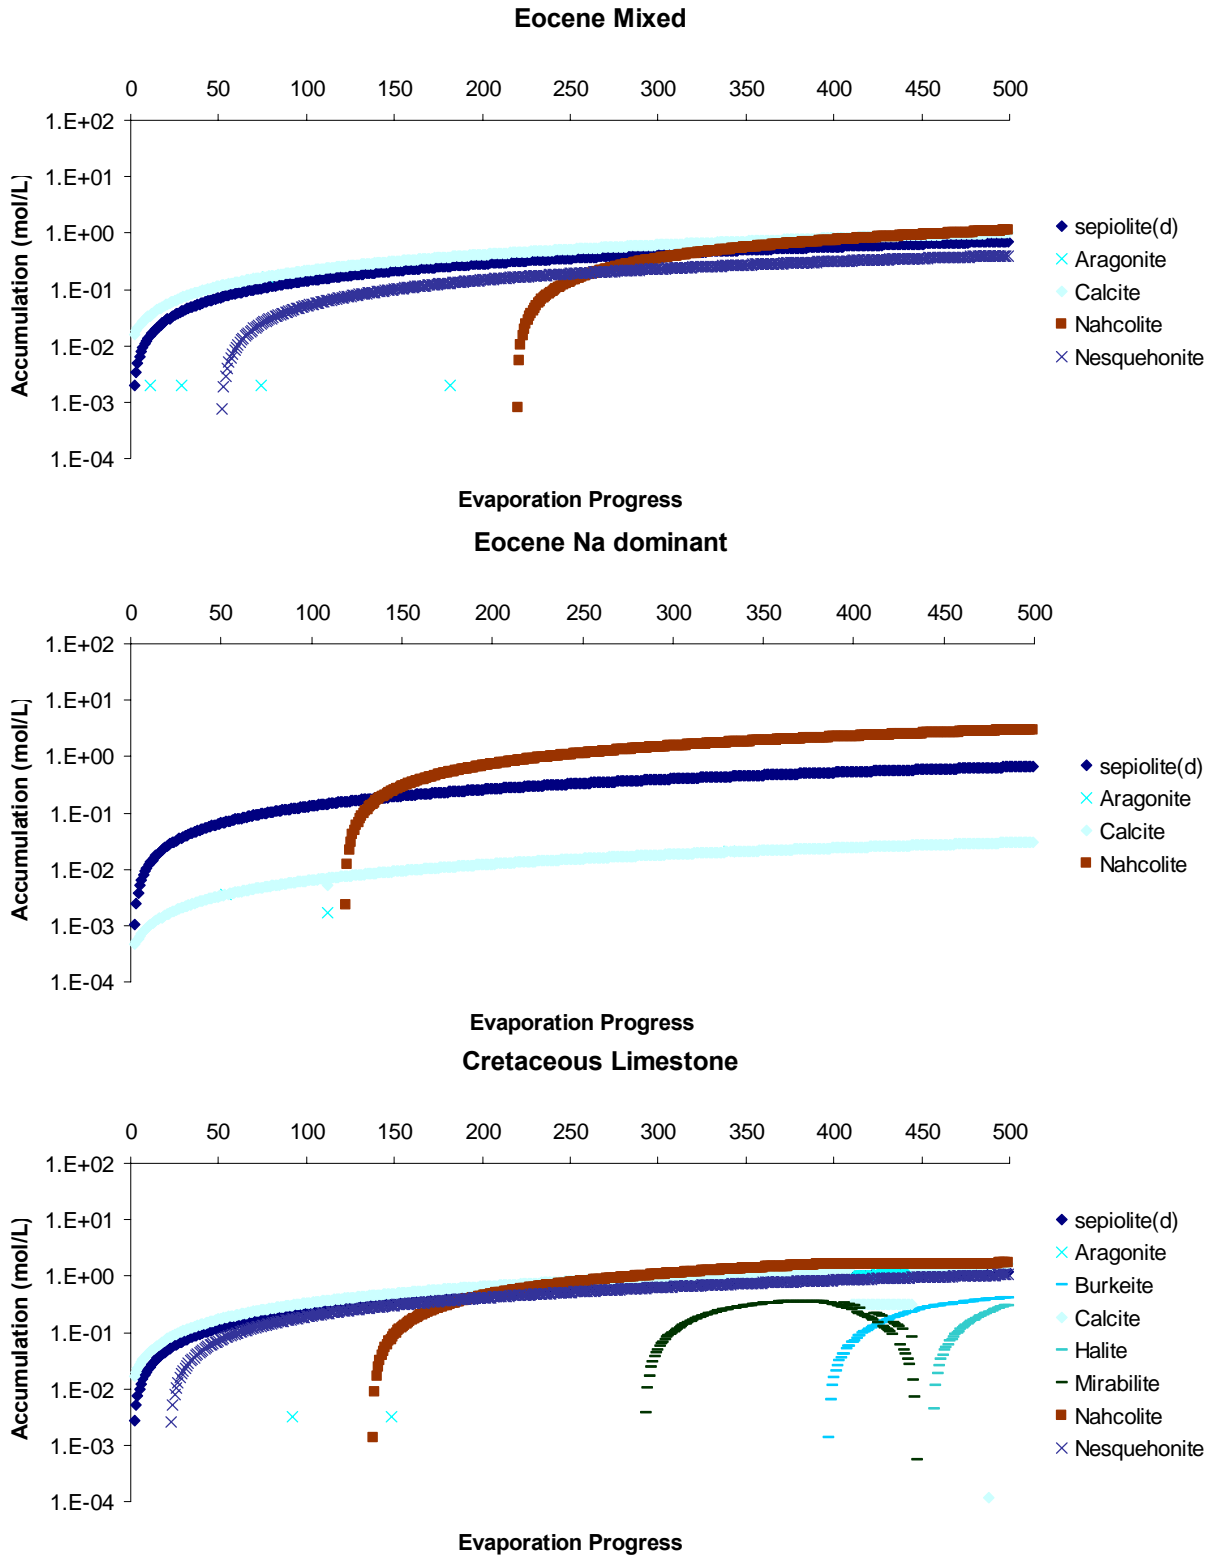 Eocene Mixed
0 50 100 150 200 250 300 350 400 450 500
1.E+02
1.E+01
1.E+00
1.E-01
1.E-02
1.E-03
1.E-04
Accumulation (mol/L)
sepiolite(d)
Aragonite
Calcite
Nahcolite
Nesquehonite
Evaporation Progress
Eocene Na dominant
0 50 100 150 200 250 300 350 400 450 500
1.E+02
1.E+01
1.E+00
1.E-01
1.E-02
1.E-03
1.E-04
Accumulation (mol/L)
sepiolite(d)
Aragonite
Calcite
Nahcolite
Evaporation Progress
Cretaceous Limestone
0 50 100 150 200 250 300 350 400 450 500
1.E+02
1.E+01
1.E+00
1.E-01
1.E-02
1.E-03
1.E-04
Accumulation (mol/L)
sepiolite(d)
Aragonite
Burkeite
Calcite
Halite
Mirabilite
Nahcolite
Nesquehonite
Evaporation Progress